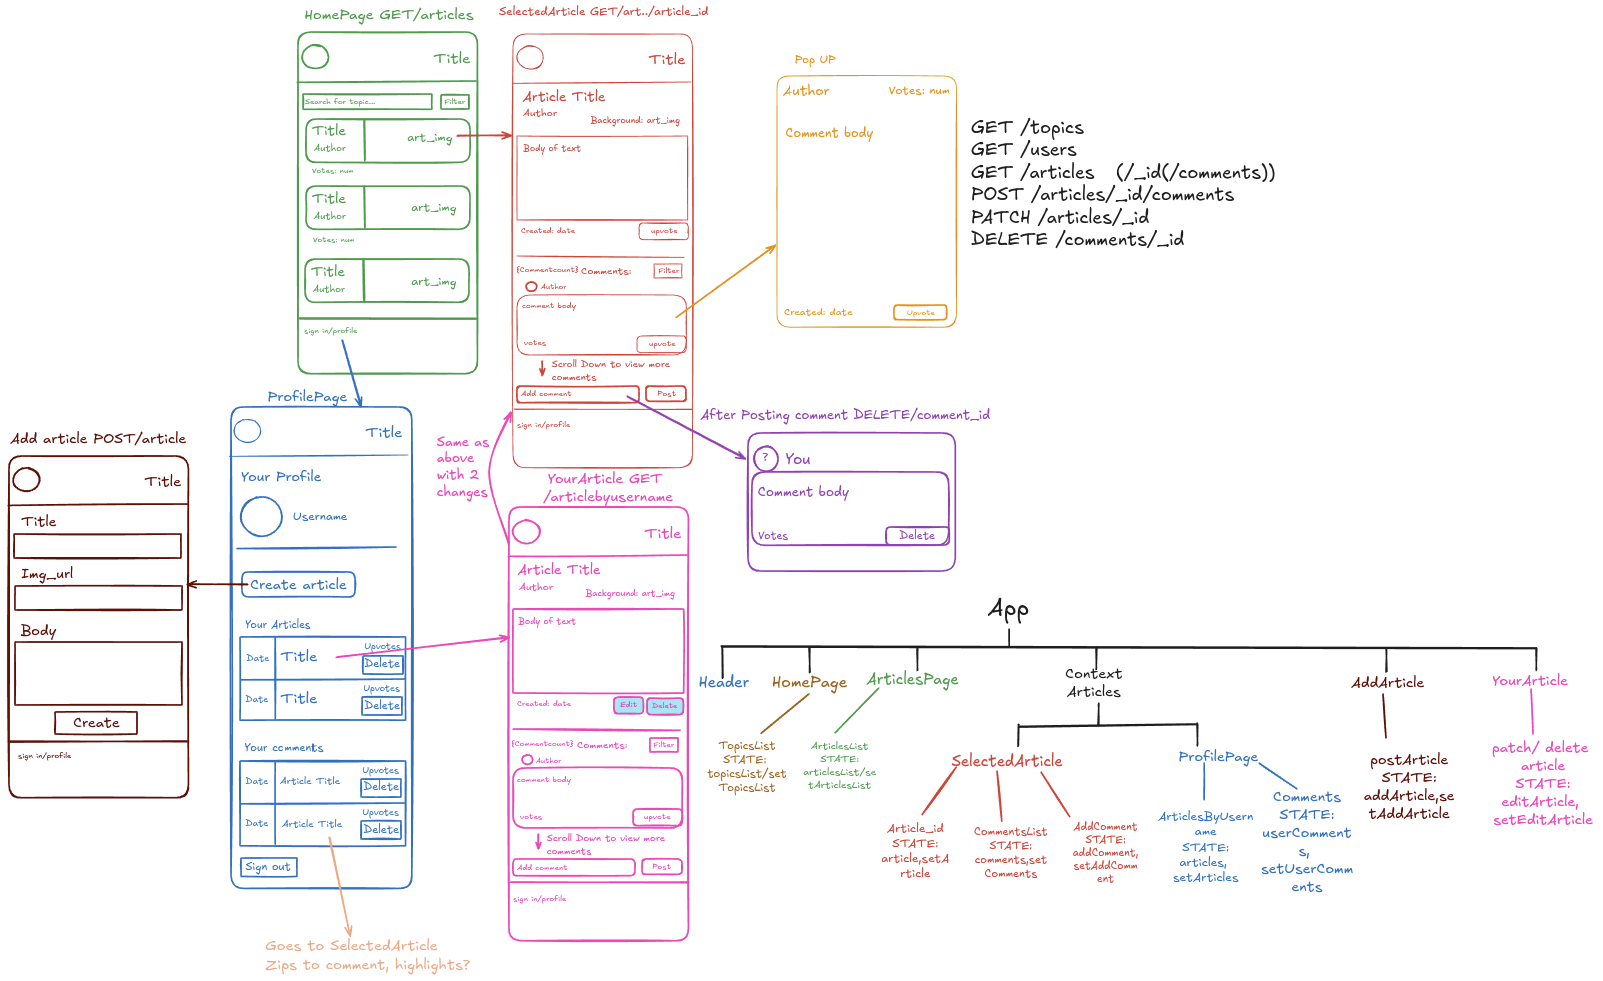 HomePage GET/articles
Title
Search for topic...
Filter
Title
Author
art_img
Votes: num
Title
Author
art_img
Votes: num
Title
Author
art_img
sign in/profile
SelectedArticle GET/art../article_id
Title
Article Title
Author
Background: art_img
Body of text
Created: date
upvote
{Commentcount} Comments:
Filter
Author
comment body
votes
upvote
Scroll Down to view more
comments
Add comment
Post
sign in/profile
Pop UP
Author
Votes: num
Comment body
Created: date
Upvote
GET /topics
GET /users
GET /articles (/_id(/comments))
POST /articles/_id/comments
PATCH /articles/_id
DELETE /comments/_id
After Posting comment DELETE/comment_id
?
You
Comment body
Votes
Delete
Add article POST/article
Title
Title
Img_url
Body
Create
sign in/profile
ProfilePage
Title
Your Profile
Username
Create article
Your Articles
Date
Title
Upvotes
Delete
Date
Title
Upvotes
Delete
Your comments
Date
Article Title
Upvotes
Delete
Date
Article Title
Upvotes
Delete
Sign out
Goes to SelectedArticle
Zips to comment, highlights?
Same as
above
with 2
changes
YourArticle GET
/articlebyusername
Title
Article Title
Author
Background: art_img
Body of text
Created: date
Edit
Delete
{Commentcount} Comments:
Filter
Author
comment body
votes
upvote
Scroll Down to view more
comments
Add comment
Post
sign in/profile
App
Header
HomePage
ArticlesPage
Context
Articles
AddArticle
YourArticle
TopicsList
STATE:
topicsList/set
TopicsList
ArticlesList
STATE:
articlesList/se
tArticlesList
SelectedArticle
ProfilePage
Article_id
STATE:
article,setA
rticle
CommentsList
STATE:
comments,set
Comments
AddComment
STATE:
addComment,
setAddComm
ent
ArticlesByUsern
ame
STATE:
articles,
setArticles
Comments
STATE:
userComment
s,
setUserComm
ents
postArticle
STATE:
addArticle,se
tAddArticle
patch/ delete
article
STATE:
editArticle,
setEditArticle